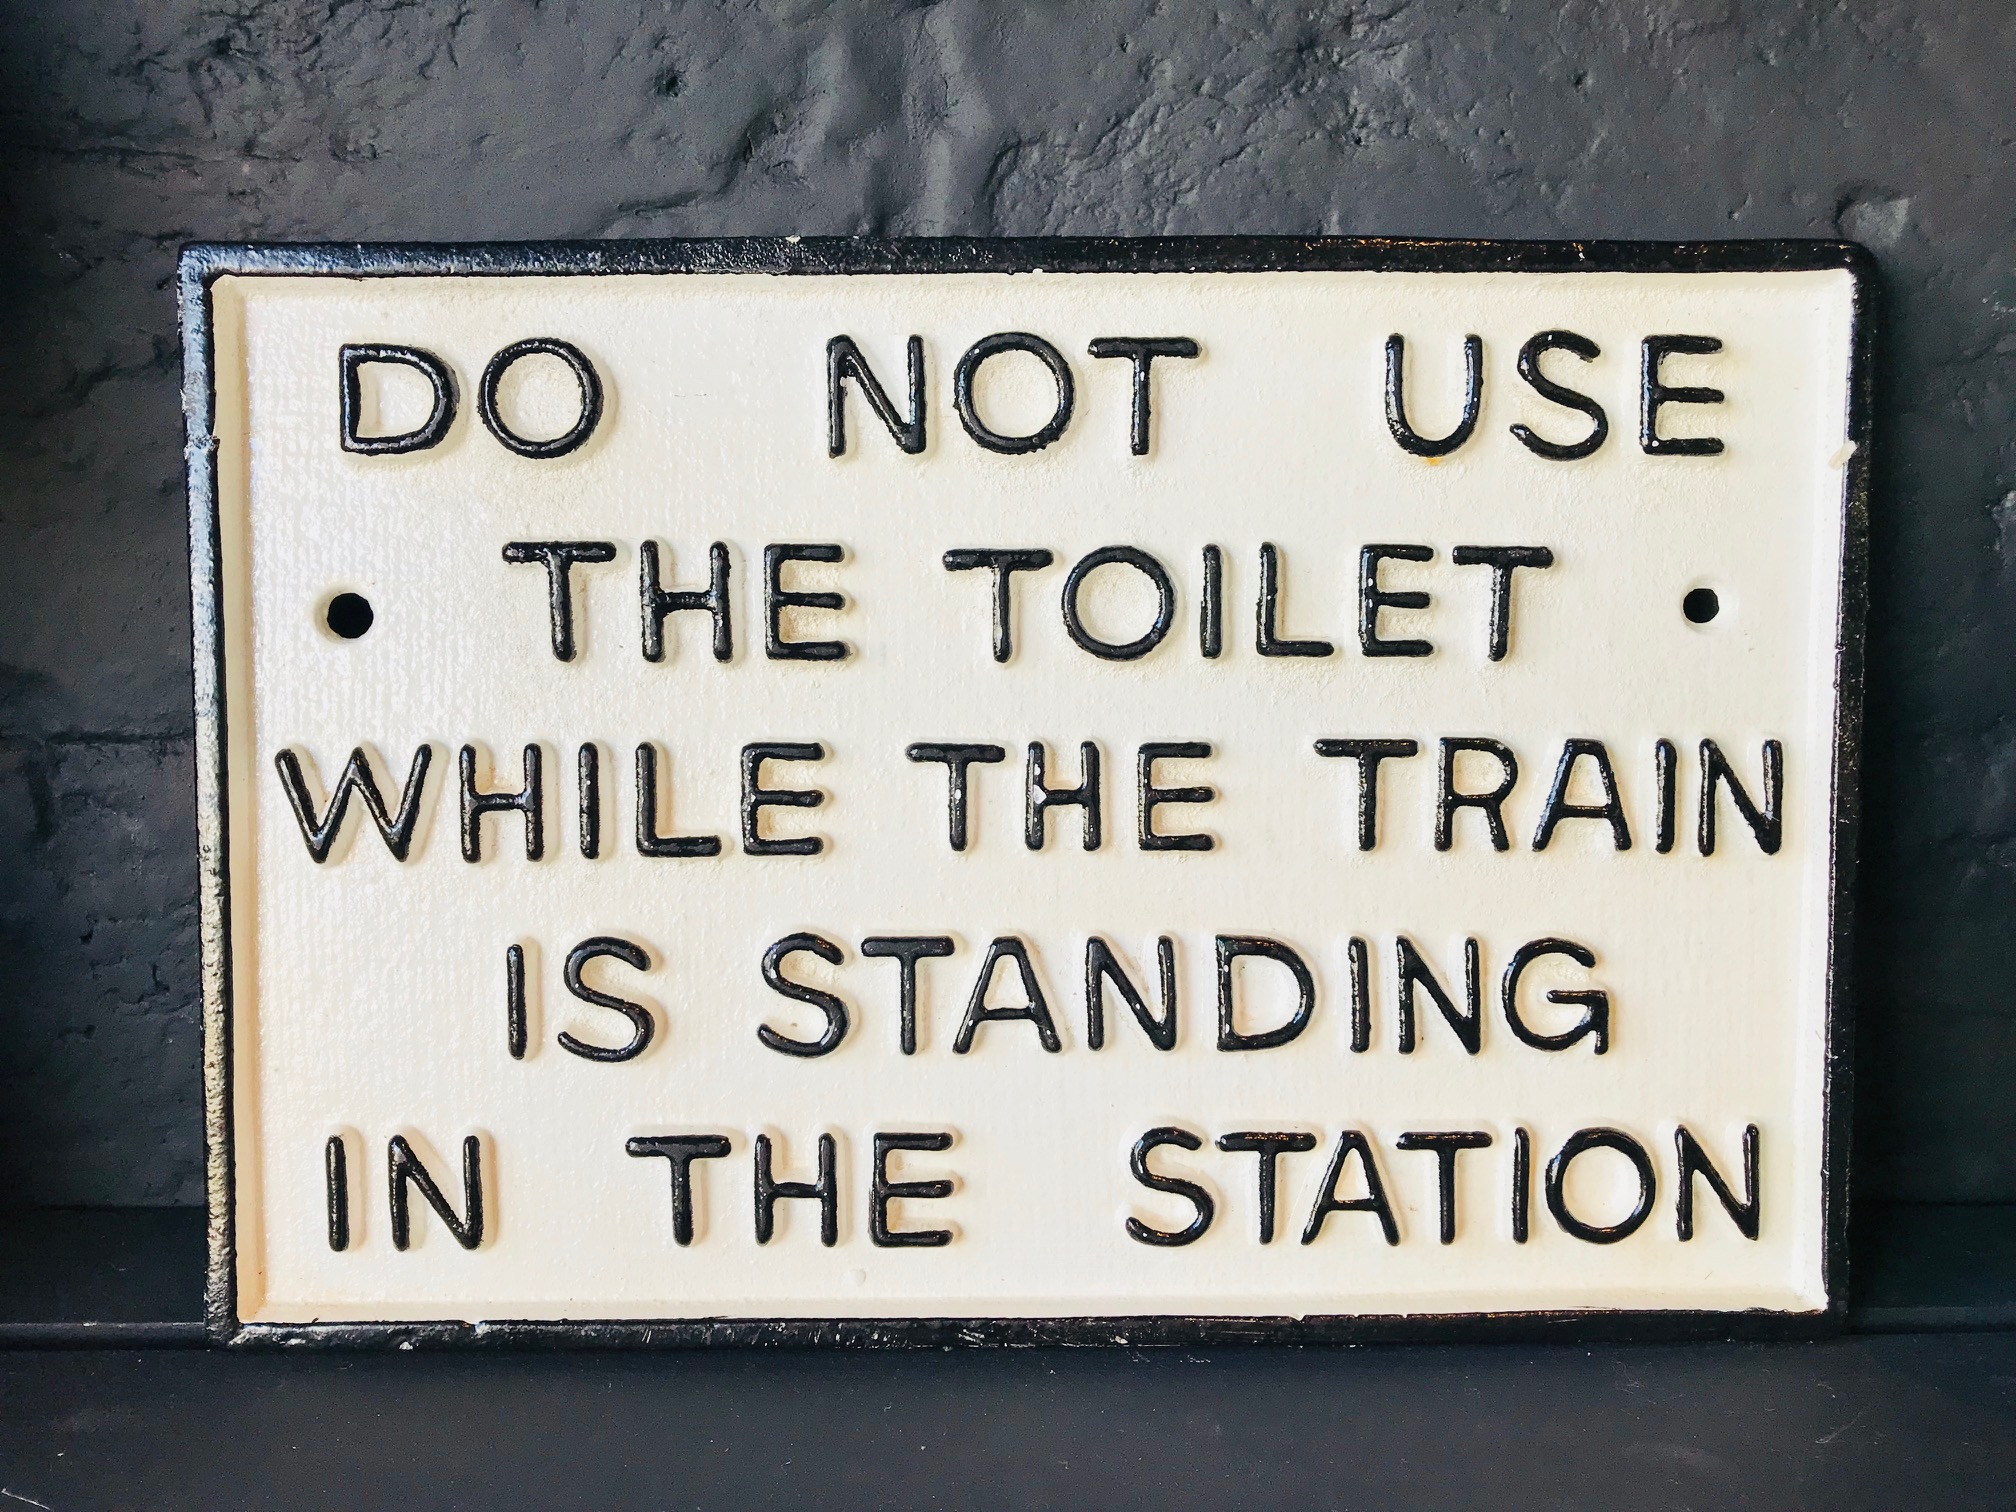 DO NOT USE
THE TOILET
WHILE THE TRAIN
IS STANDING
IN THE STATION